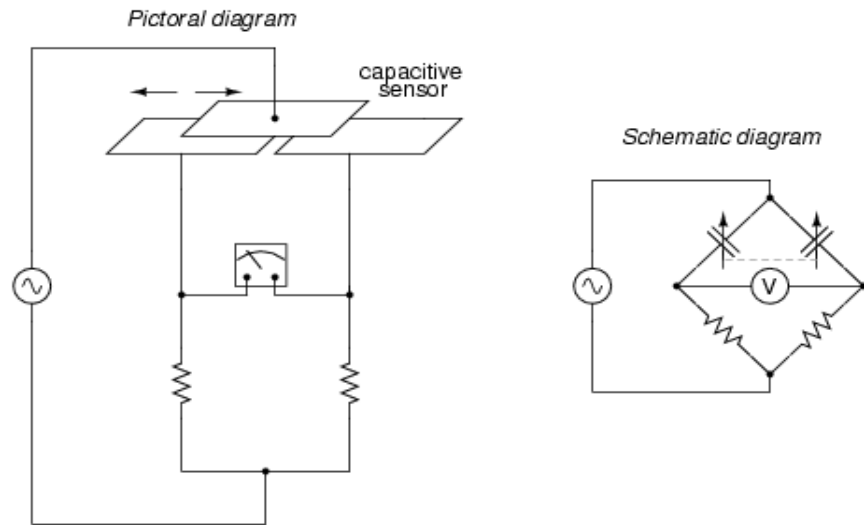 Pictoral diagram
capacitive
sensor
Schematic diagram
V